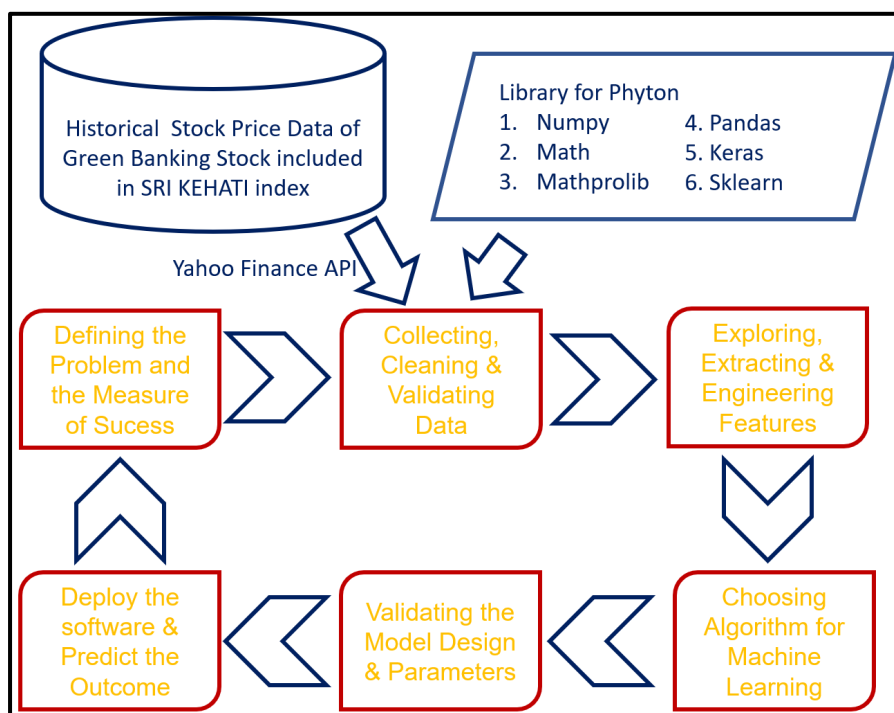 Historical  Stock Price Data of
Green Banking Stock included
in SRI KEHATI index
Library for Phyton
1. Numpy
2. Math
3. Mathprolib
4. Pandas
5. Keras
6. Sklearn
Yahoo Finance API
Defining the
Problem and
the Measure
of Sucess
Collecting,
Cleaning &
Validating
Data
Exploring,
Extracting &
Engineering
Features
Choosing
Algorithm for
Machine
Learning
Validating the
Model Design
& Parameters
Deploy the
software &
Predict the
Outcome